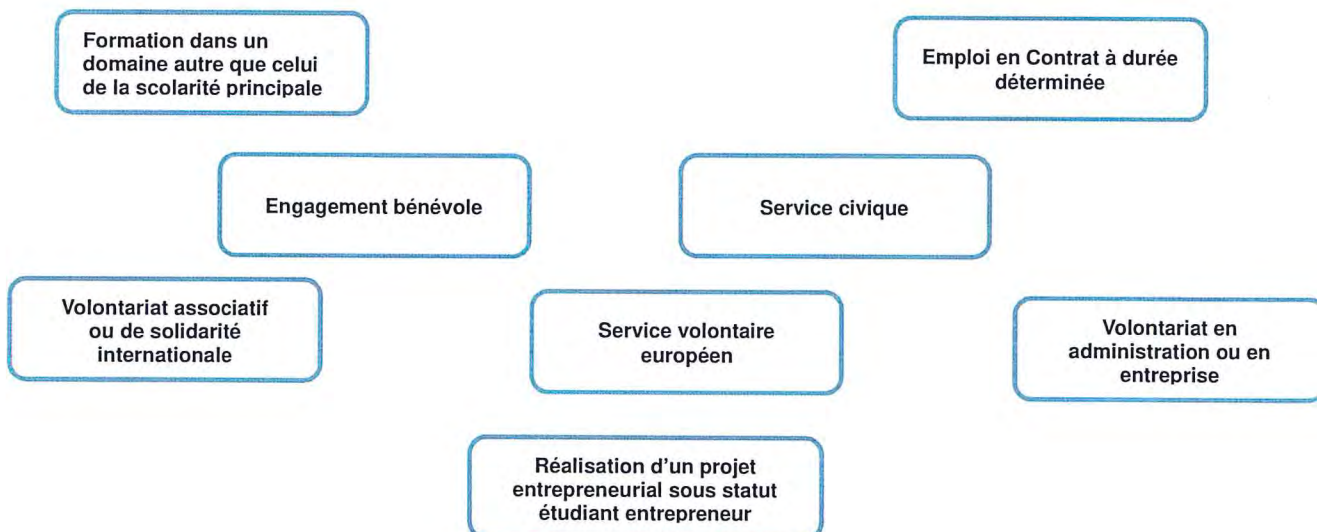 Formation dans un
domaine autre que celui
de la scolarité principale
Emploi en Contrat à durée
déterminée
Engagement bénévole
Service civique
Volontariat associatif
ou de solidarité
internationale
Service volontaire
européen
Volontariat en
administration ou en
entreprise
Réalisation d'un projet
entrepreneurial sous statut
étudiant entrepreneur